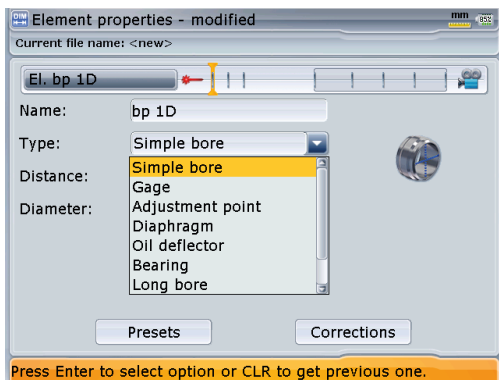 DIM
Element properties - modified
mm
85%
Current file name: <new>
El. bp 1D
Name:
bp 1D
Type:
Simple bore
Distance:
Diameter:
Simple bore
Gage
Adjustment point
Diaphragm
Oil deflector
Bearing
Long bore
Presets
Corrections
Press Enter to select option or CLR to get previous one.